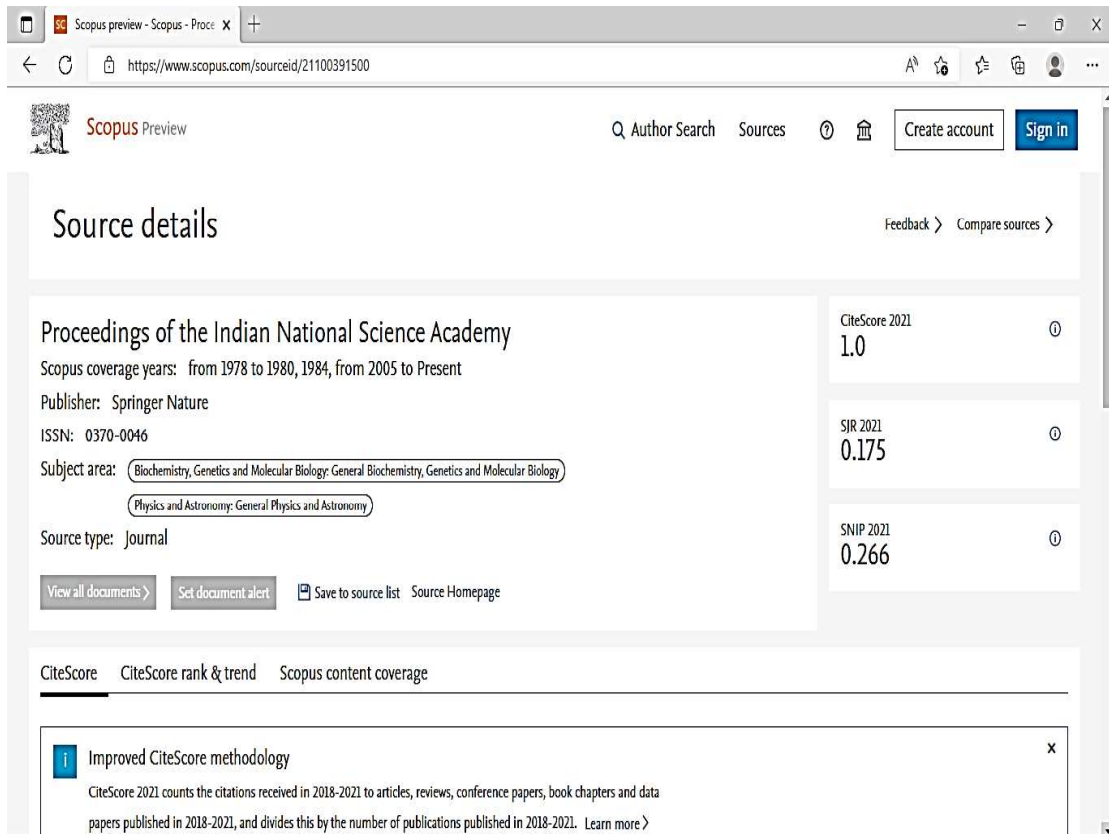 SC Scopus preview - Scopus - Proce
https://www.scopus.com/sourceid/21100391500
Scopus Preview
Author Search Sources Create account Sign in
Source details
Feedback Compare sources
Proceedings of the Indian National Science Academy
Scopus coverage years: from 1978 to 1980, 1984, from 2005 to Present
Publisher: Springer Nature
ISSN: 0370-0046
Subject area: Biochemistry, Genetics and Molecular Biology: General Biochemistry, Genetics and Molecular Biology
Physics and Astronomy: General Physics and Astronomy
Source type: Journal
View all documents Set document alert Save to source list Source Homepage
CiteScore 2021
1.0
SJR 2021
0.175
SNIP 2021
0.266
CiteScore CiteScore rank & trend Scopus content coverage
Improved CiteScore methodology
CiteScore 2021 counts the citations received in 2018-2021 to articles, reviews, conference papers, book chapters and data
papers published in 2018-2021, and divides this by the number of publications published in 2018-2021. Learn more